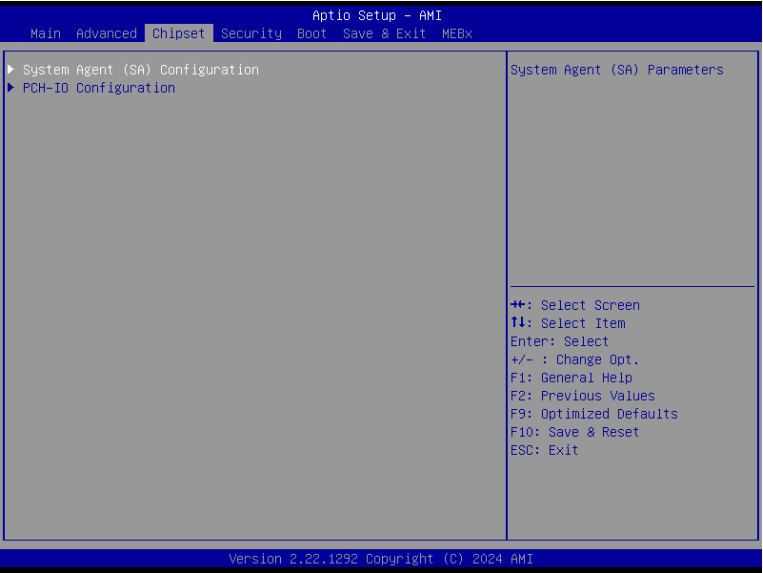 Aptio Setup - AMI
Main Advanced Chipset Security Boot Save & Exit MEBx
System Agent (SA) Configuration
PCH-IO Configuration
System Agent (SA) Parameters
→←: Select Screen
↑↓: Select Item
Enter: Select
+/- : Change Opt.
F1: General Help
F2: Previous Values
F9: Optimized Defaults
F10: Save & Reset
ESC: Exit
Version 2.22.1292 Copyright (C) 2024 AMI